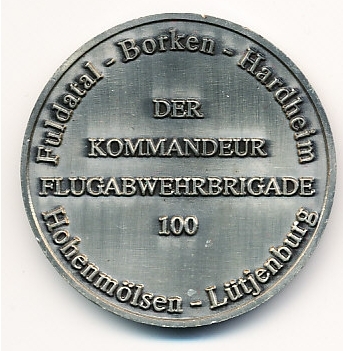 Fuldatal - Borken - Hardheim
DER
KOMMANDEUR
FLUGABWEHRBRIGADE
100
Hohenmölsen - Lütjenburg